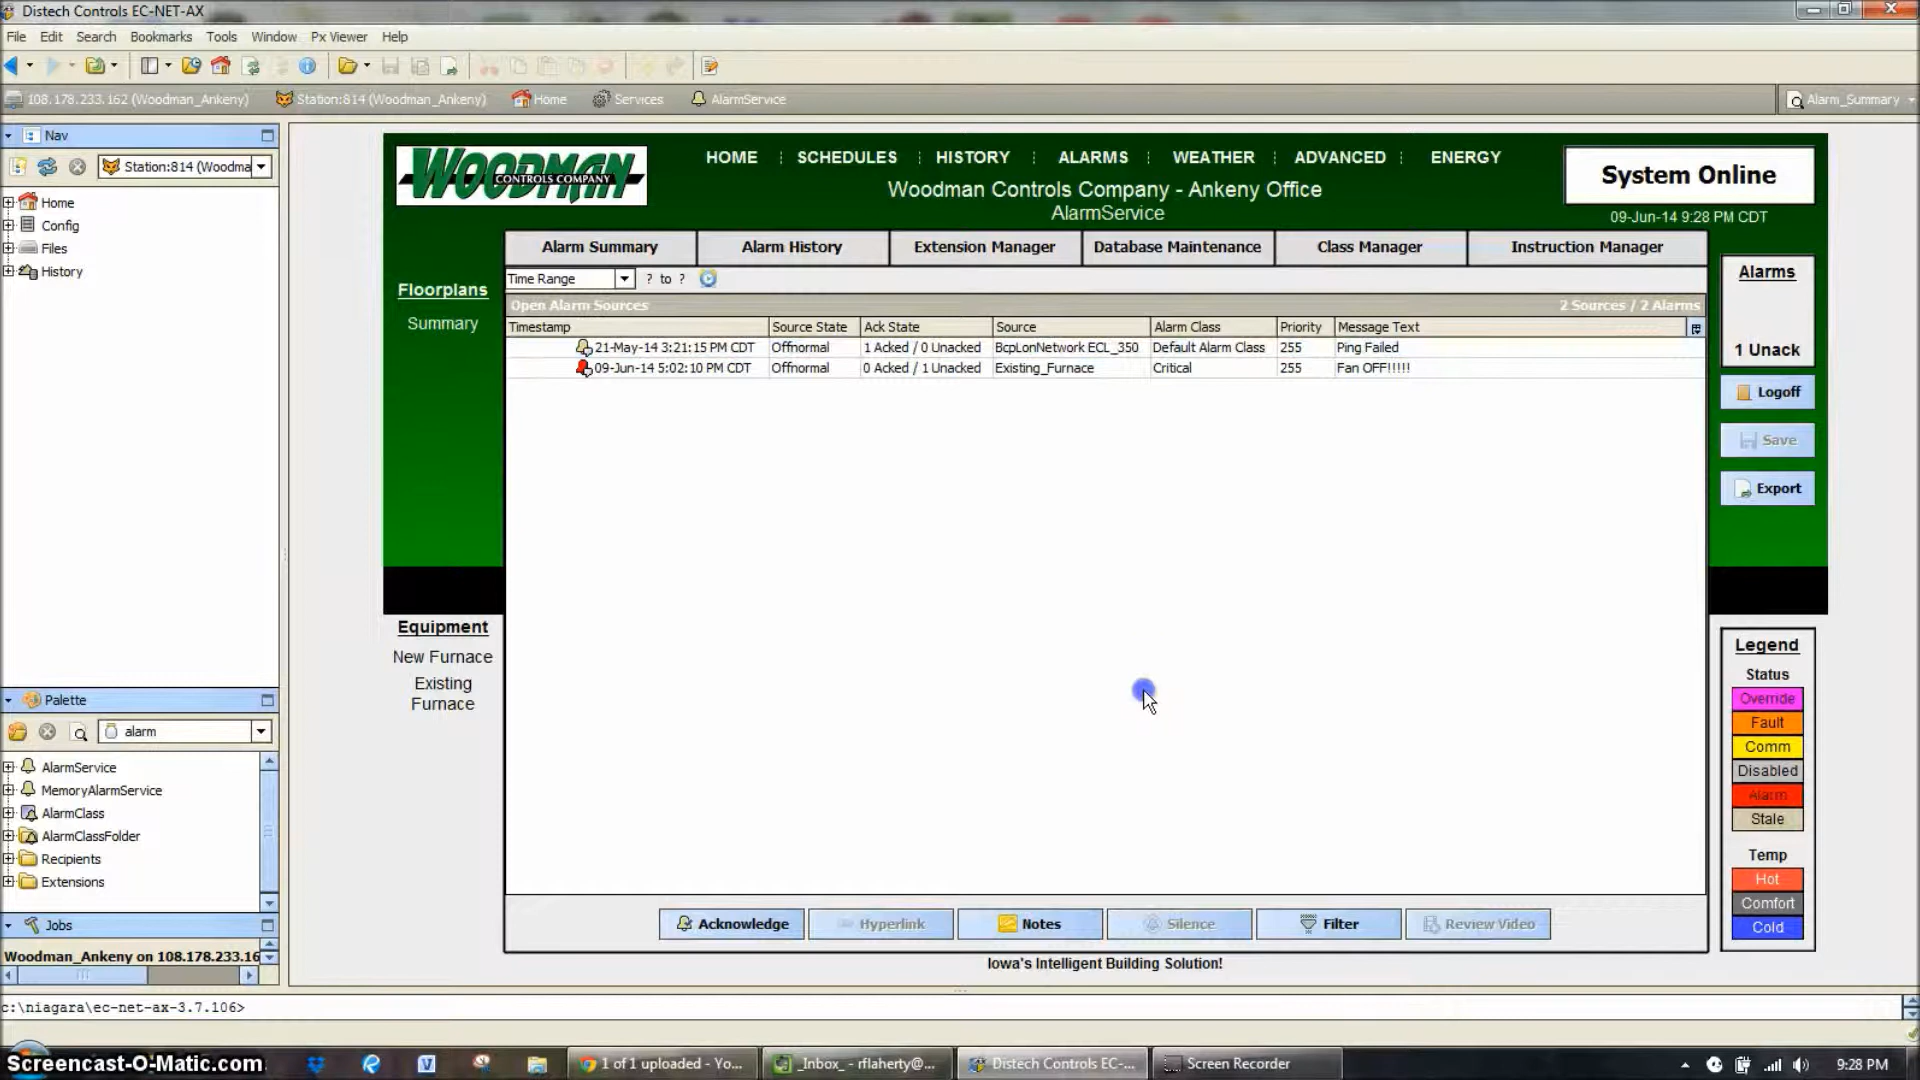 Distech Controls EC-NET-AX
File Edit Search Bookmarks Tools Window Px Viewer Help
108.178.233.162 (Woodman_Ankeny) Station:814 (Woodman_Ankeny) Home Services AlarmService Alarm_Summary
Nav
Station:814 (Woodma
Home
Config
Files
History
Palette
alarm
AlarmService
MemoryAlarmService
AlarmClass
AlarmClassFolder
Recipients
Extensions
Jobs
Woodman_Ankeny on 108.178.233.16
WOODMAN
CONTROLS COMPANY
HOME SCHEDULES HISTORY ALARMS WEATHER ADVANCED ENERGY
Woodman Controls Company - Ankeny Office
AlarmService
System Online
09-Jun-14 9:28 PM CDT
Floorplans
Summary
Equipment
New Furnace
Existing
Furnace
Alarm Summary Alarm History Extension Manager Database Maintenance Class Manager Instruction Manager
Time Range ? to ?
Open Alarm Sources 2 Sources / 2 Alarms
Timestamp Source State Ack State Source Alarm Class Priority Message Text
21-May-14 3:21:15 PM CDT Offnormal 1 Acked / 0 Unacked BcpLonNetwork ECL_350 Default Alarm Class 255 Ping Failed
09-Jun-14 5:02:10 PM CDT Offnormal 0 Acked / 1 Unacked Existing_Furnace Critical 255 Fan OFF!!!!!
Acknowledge Hyperlink Notes Silence Filter Review Video
Iowa's Intelligent Building Solution!
Alarms
1 Unack
Logoff
Save
Export
Legend
Status
Override
Fault
Comm
Disabled
Alarm
Stale
Temp
Hot
Comfort
Cold
c:\niagara\ec-net-ax-3.7.106>
Screencast-O-Matic.com
1 of 1 uploaded - Yo... _Inbox_ - rflaherty@... Distech Controls EC-... Screen Recorder 9:28 PM